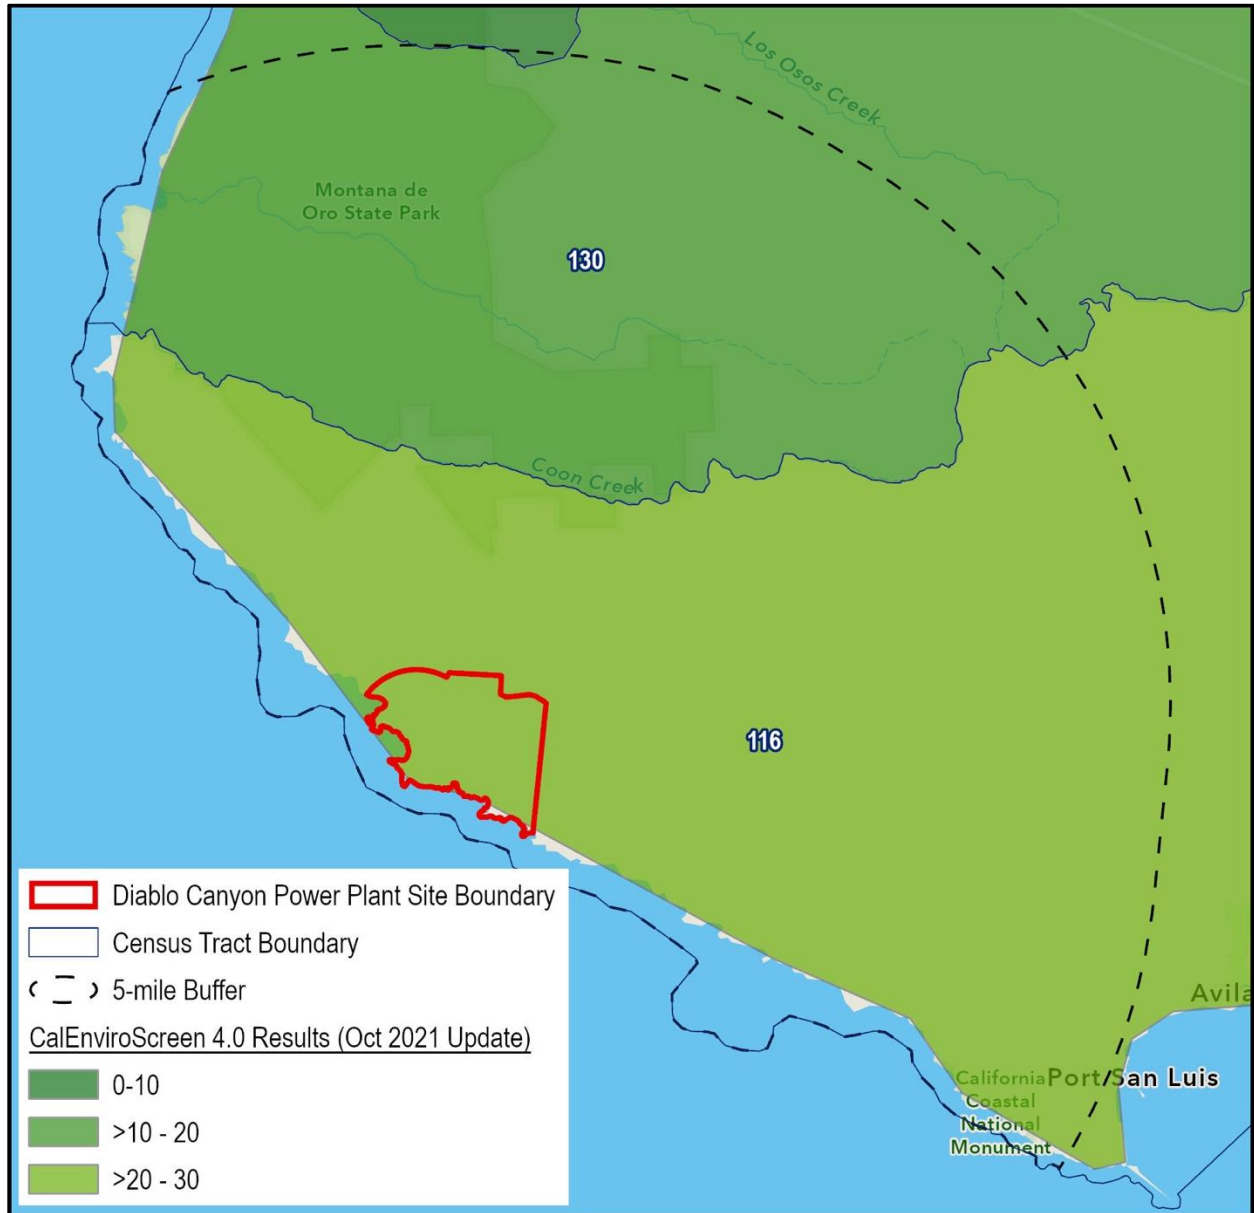 Los Osos Creek
Montana de
Oro State Park
130
Coon Creek
116
Avila
California
Coastal
National
Monument
Port San Luis
Diablo Canyon Power Plant Site Boundary
Census Tract Boundary
5-mile Buffer
CalEnviroScreen 4.0 Results (Oct 2021 Update)
0-10
>10 - 20
>20 - 30